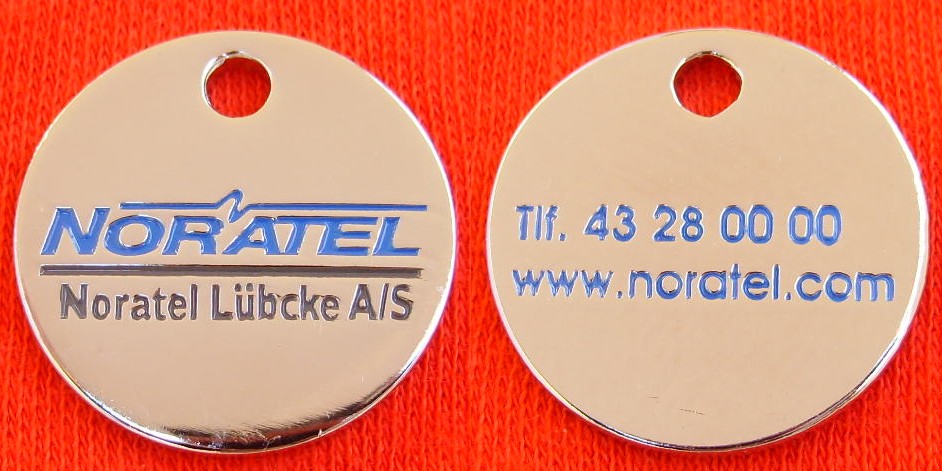 NORATEL
Noratel Lübcke A/S
Tlf. 43 28 00 00
www.noratel.com